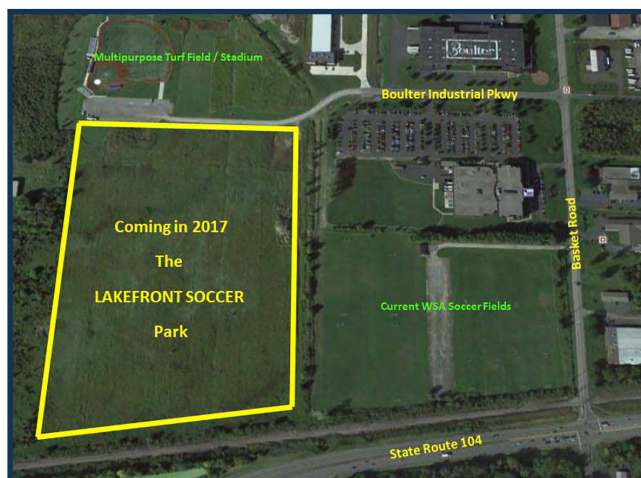 Multipurpose Turf Field / Stadium
Boulter
Boulter Industrial Pkwy
Coming in 2017
The
LAKEFRONT SOCCER
Park
Basket Road
Current WSA Soccer Fields
State Route 104